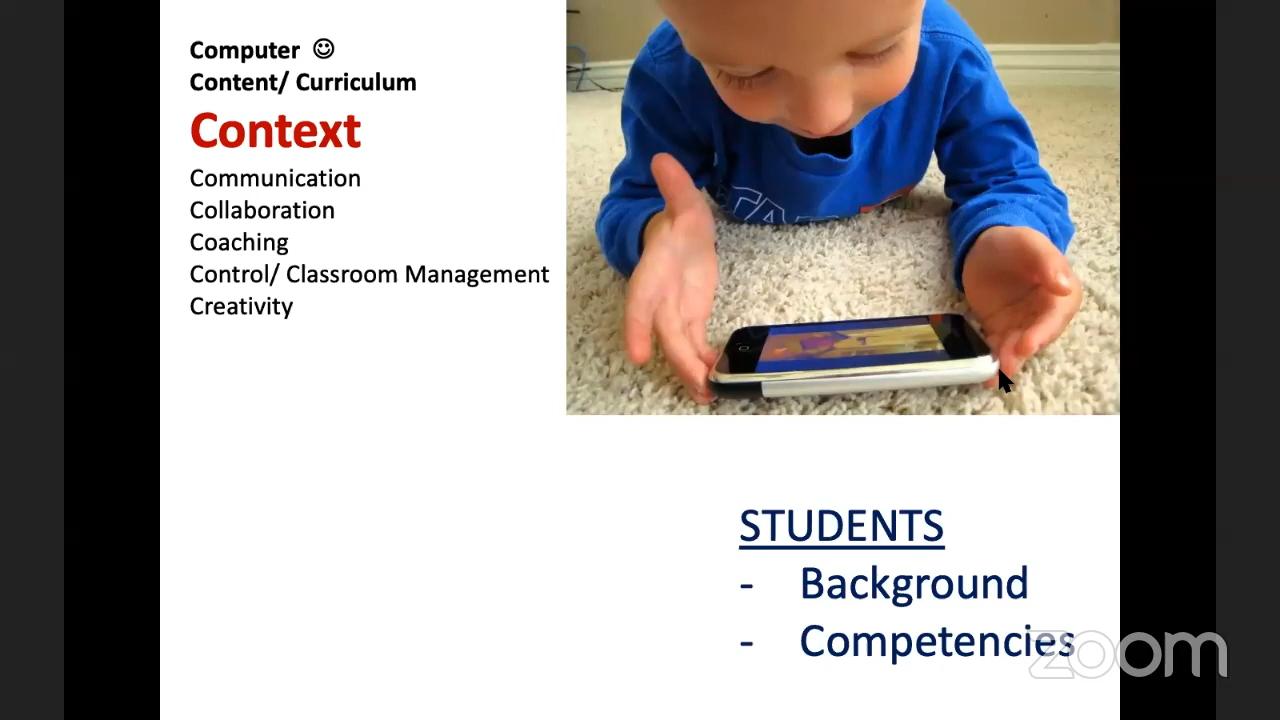 Computer ☺
Content/ Curriculum
Context
Communication
Collaboration
Coaching
Control/ Classroom Management
Creativity
STUDENTS
- Background
- Competencies
zoom